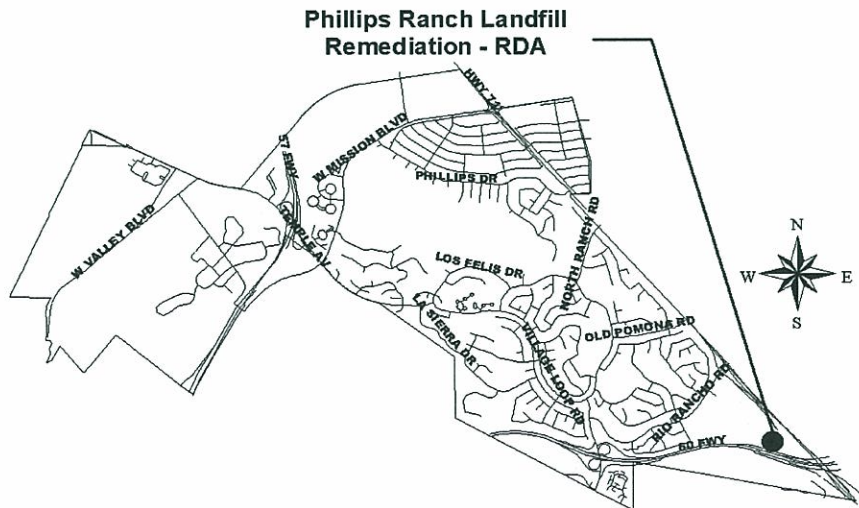 Phillips Ranch Landfill
Remediation - RDA
HWY 71
57 FWY
W MISSION BLVD
PHILLIPS DR
W VALLEY BLVD
TEMPLE AV
NORTH RANCH RD
LOS FELIS DR
LA SIERRA DR
VILLAGE LOOP RD
OLD POMONA RD
RIO RANCHO RD
60 FWY
N
W
E
S